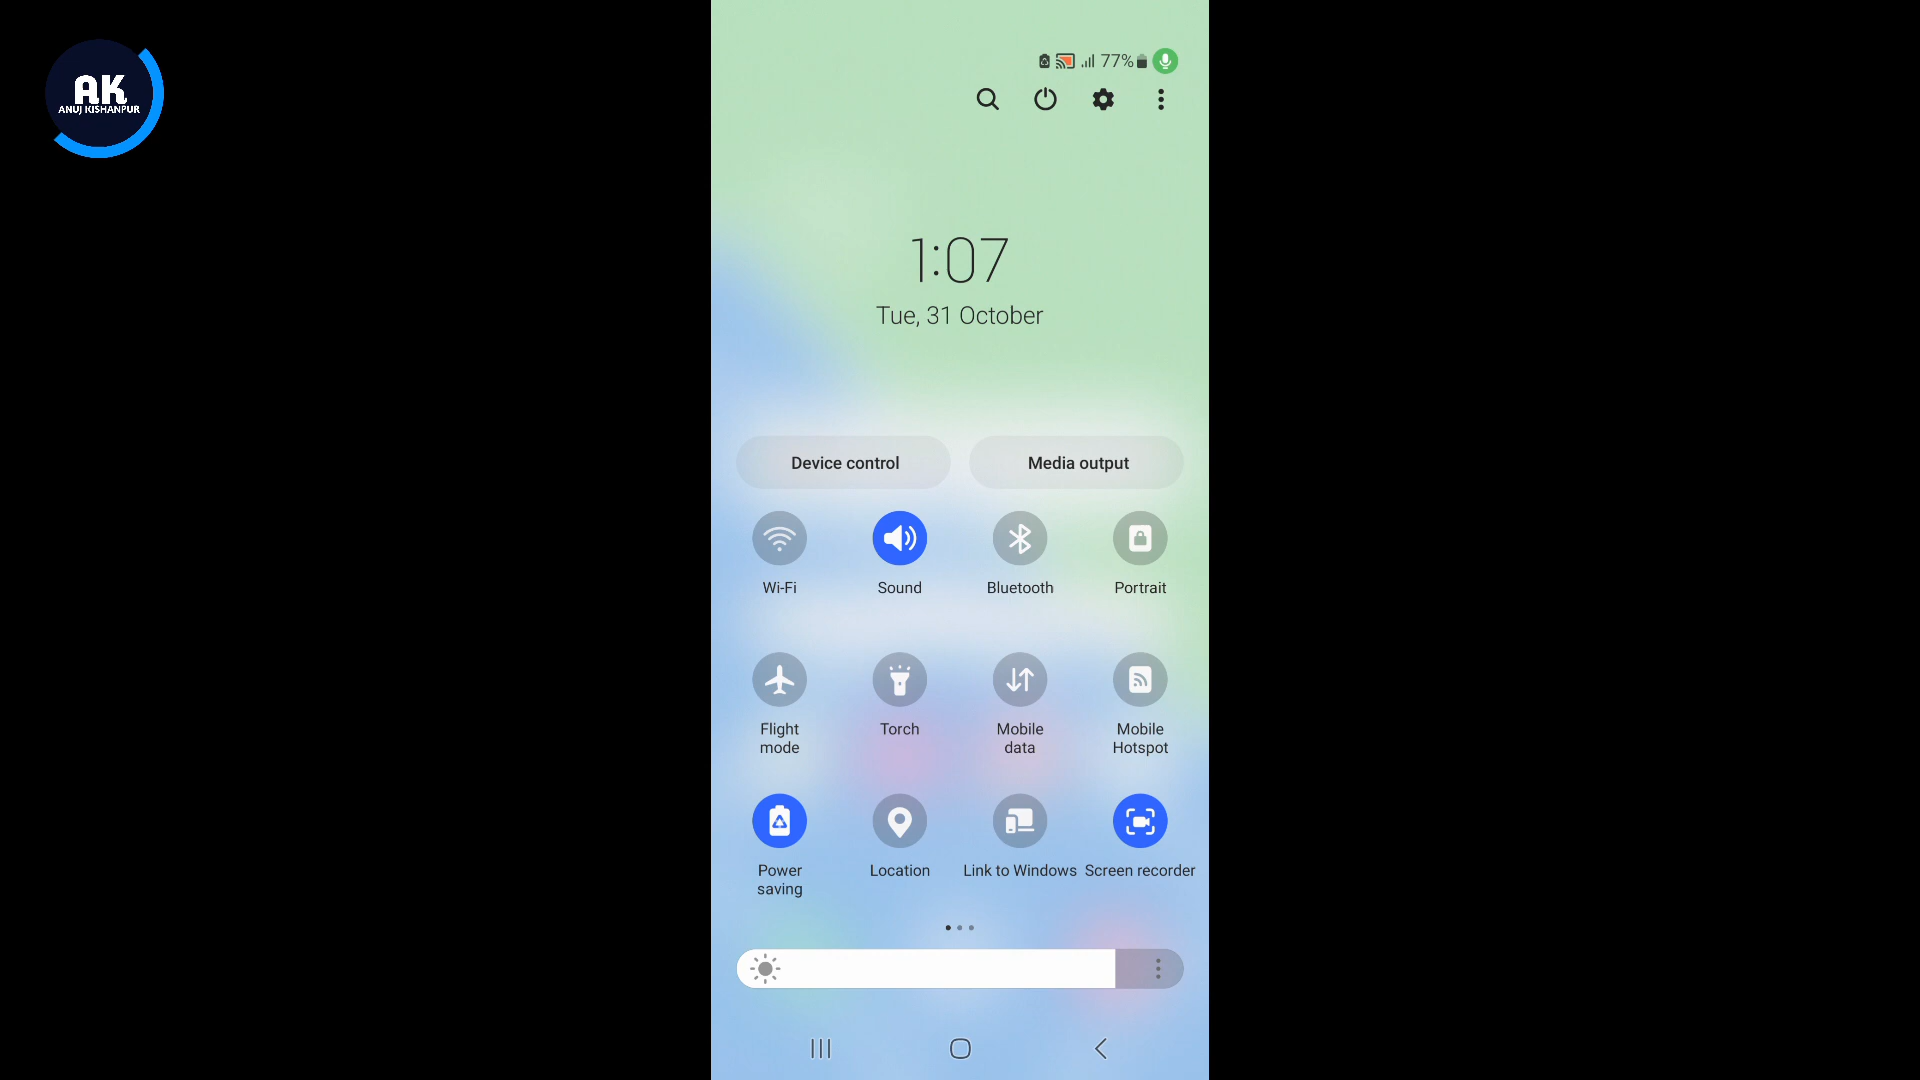 AK
ANUJ KISHANPUR
77%
1:07
Tue, 31 October
Device control
Media output
Wi-Fi
Sound
Bluetooth
Portrait
Flight
mode
Torch
Mobile
data
Mobile
Hotspot
Power
saving
Location
Link to Windows
Screen recorder